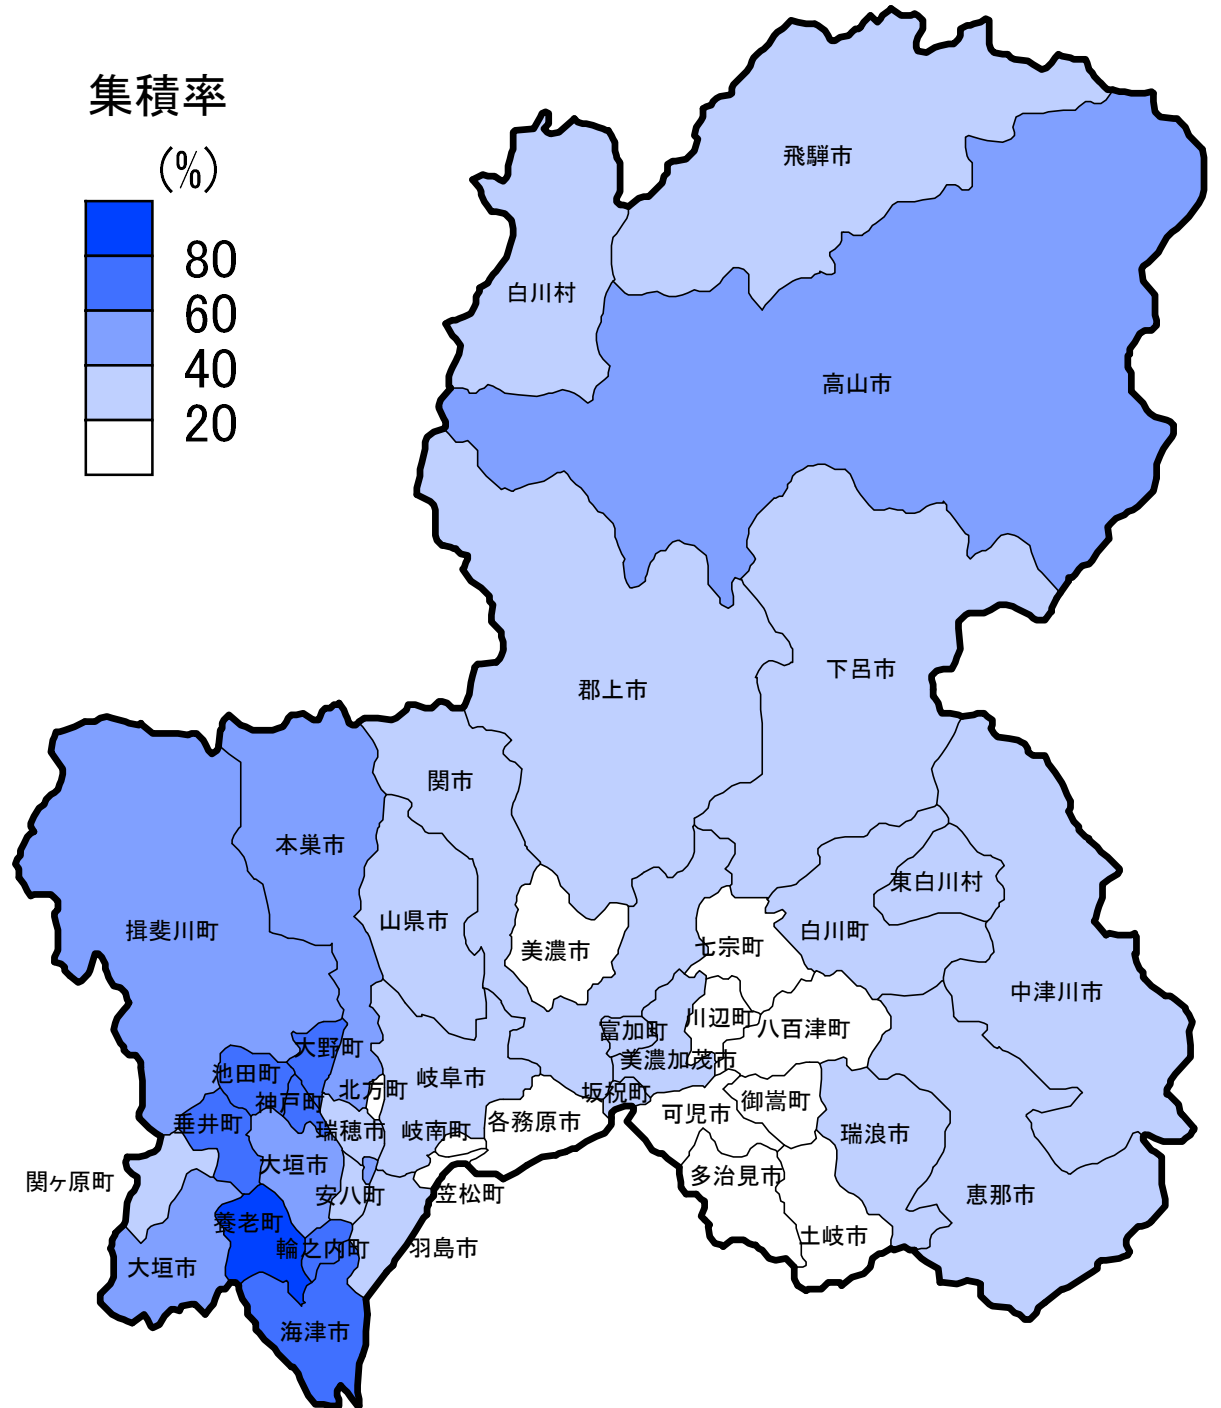 集積率
(%)
80
60
40
20
飛騨市
白川村
高山市
下呂市
郡上市
関市
本巣市
東白川村
山県市
揖斐川町
白川町
美濃市
七宗町
中津川市
川辺町
八百津町
富加町
大野町
美濃加茂市
池田町
岐阜市
北方町
坂祝町
神戸町
御嵩町
可児市
各務原市
垂井町
瑞穂市
岐南町
瑞浪市
大垣市
多治見市
関ヶ原町
安八町
笠松町
恵那市
養老町
土岐市
輪之内町
羽島市
大垣市
海津市